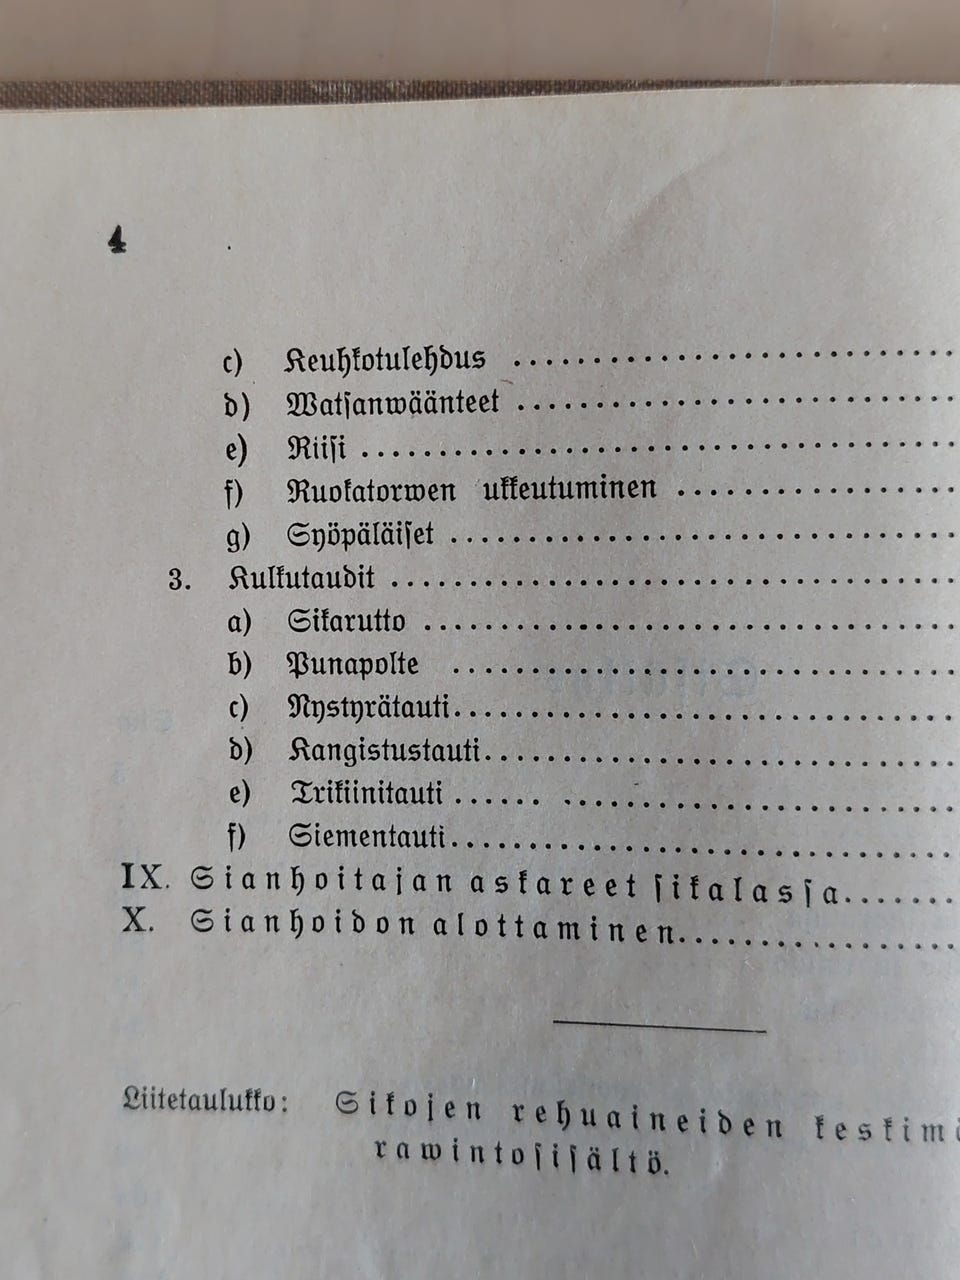 4
c) Keuhkotulehdus ..............................
d) Watsanwäänteet ..............................
e) Riisi ..............................
f) Ruokatorwen ukkeutuminen ..............................
g) Syöpäläiset ..............................
3. Kulkutaudit ..............................
a) Sikarutto ..............................
b) Punapolte ..............................
c) Nystyrätauti..............................
d) Kangistustauti..............................
e) Trikiinitauti ..............................
f) Siementauti..............................
IX. Sianhoitajan askareet sikalassa........
X. Sianhoidon alottaminen..............................
Liitetaulukko: Sikojen rehuaineiden keskimä
rawintosisältö.